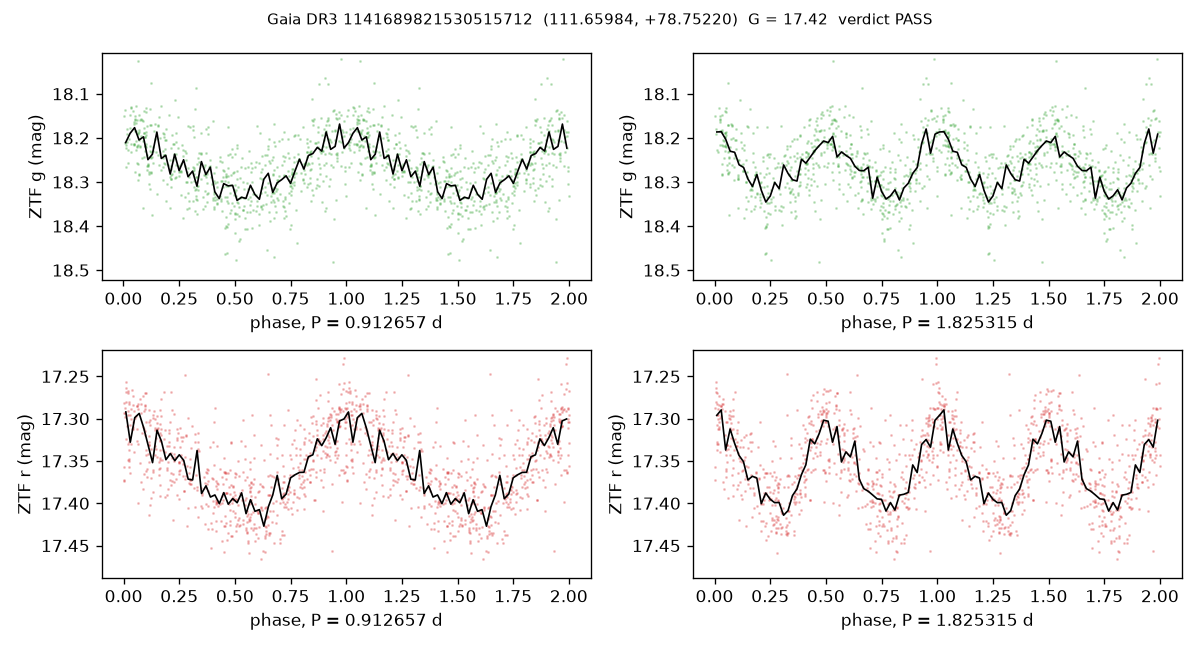 Gaia DR3 1141689821530515712 (111.65984, +78.75220) G = 17.42 verdict PASS
ZTF g (mag)
18.1
18.2
18.3
18.4
18.5
0.00 0.25 0.50 0.75 1.00 1.25 1.50 1.75 2.00
phase, P = 0.912657 d
ZTF g (mag)
18.1
18.2
18.3
18.4
18.5
0.00 0.25 0.50 0.75 1.00 1.25 1.50 1.75 2.00
phase, P = 1.825315 d
ZTF r (mag)
17.25
17.30
17.35
17.40
17.45
0.00 0.25 0.50 0.75 1.00 1.25 1.50 1.75 2.00
phase, P = 0.912657 d
ZTF r (mag)
17.25
17.30
17.35
17.40
17.45
0.00 0.25 0.50 0.75 1.00 1.25 1.50 1.75 2.00
phase, P = 1.825315 d